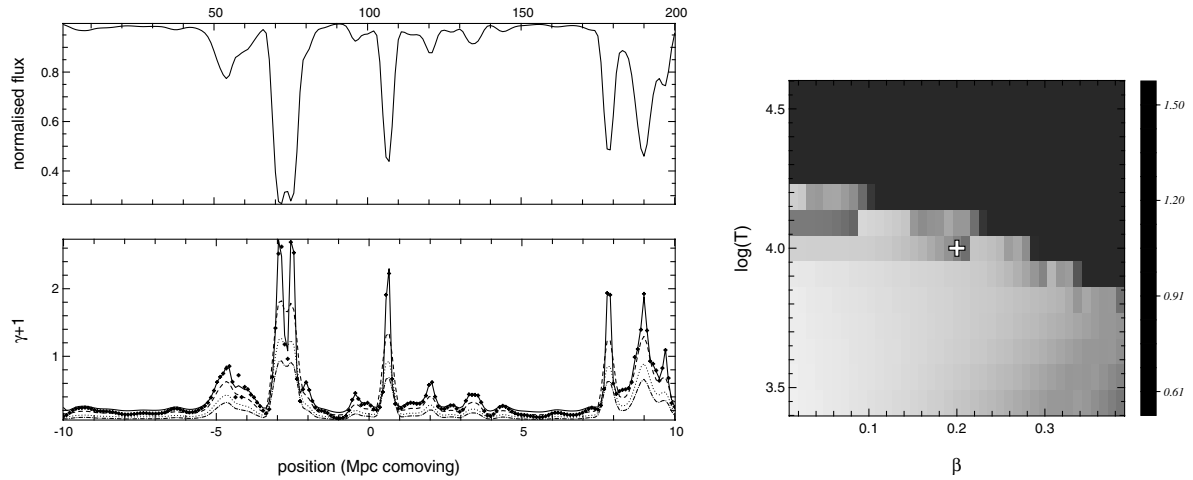 50 100 150 200
normalised flux
0.8
0.6
0.4
γ+1
2
1
-10 -5 0 5 10
position (Mpc comoving)
log(T)
4.5
4.0
3.5
0.1 0.2 0.3
β
1.50
1.20
0.91
0.61